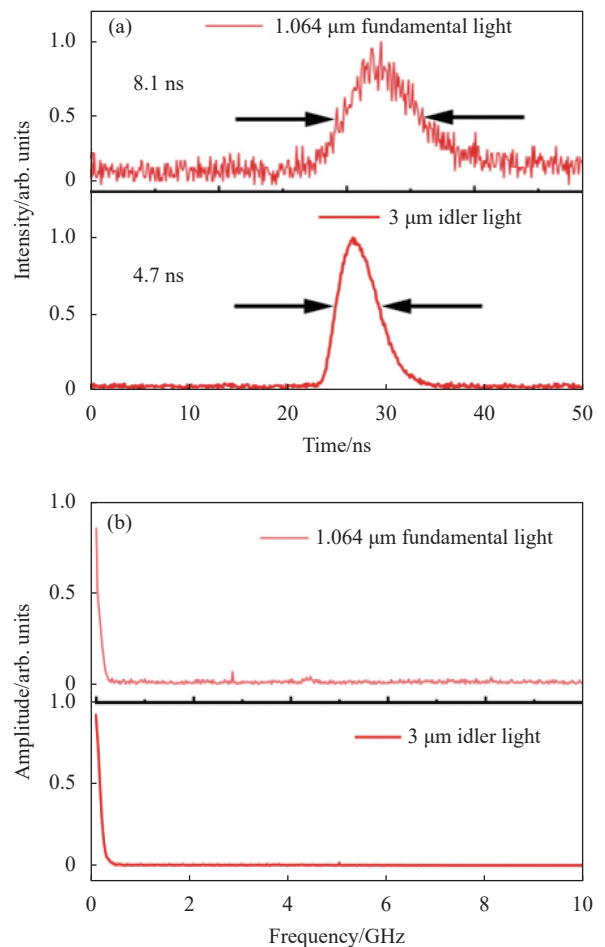 (a)
1.064 μm fundamental light
1.0
8.1 ns
0.5
0
3 μm idler light
1.0
4.7 ns
0.5
0
Intensity/arb. units
0 10 20 30 40 50
Time/ns
1.0
(b)
1.064 μm fundamental light
0.5
0
1.0
3 μm idler light
0.5
0
Amplitude/arb. units
0 2 4 6 8 10
Frequency/GHz